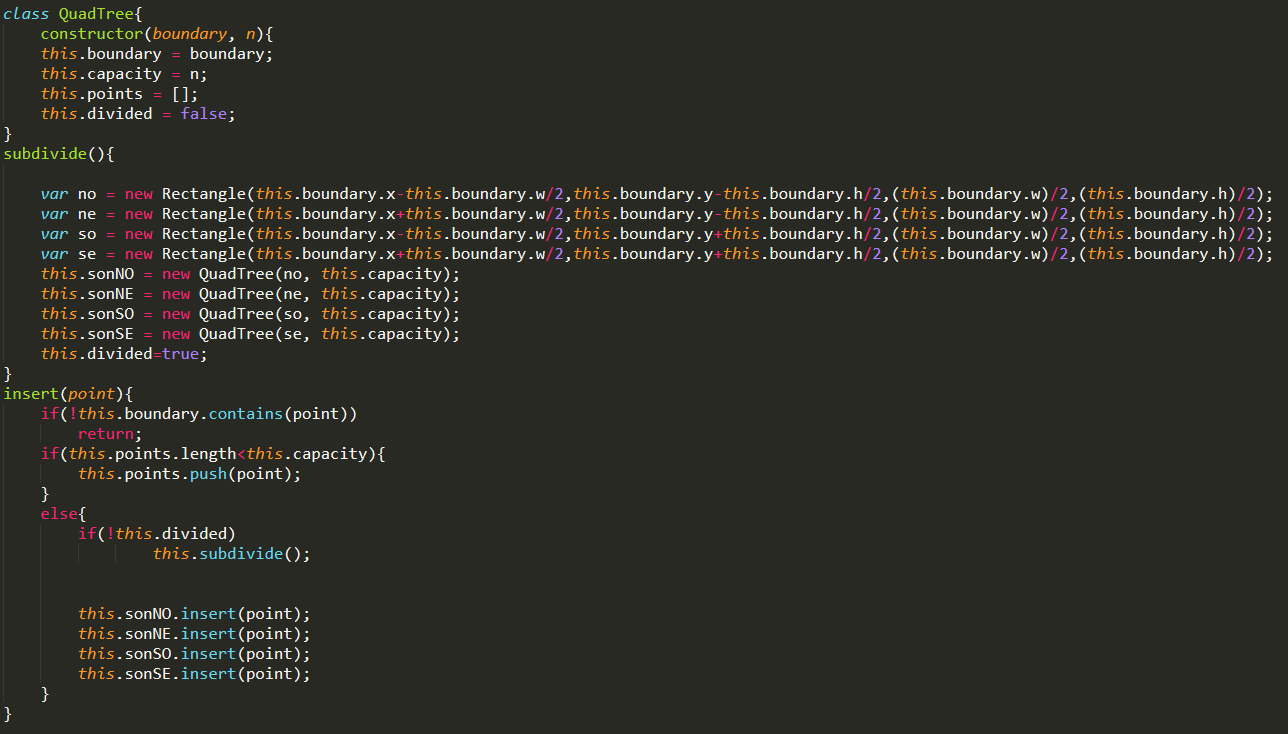 class QuadTree{
    constructor(boundary, n){
    this.boundary = boundary;
    this.capacity = n;
    this.points = [];
    this.divided = false;
}
subdivide(){

    var no = new Rectangle(this.boundary.x-this.boundary.w/2,this.boundary.y-this.boundary.h/2,(this.boundary.w)/2,(this.boundary.h)/2);
    var ne = new Rectangle(this.boundary.x+this.boundary.w/2,this.boundary.y-this.boundary.h/2,(this.boundary.w)/2,(this.boundary.h)/2);
    var so = new Rectangle(this.boundary.x-this.boundary.w/2,this.boundary.y+this.boundary.h/2,(this.boundary.w)/2,(this.boundary.h)/2);
    var se = new Rectangle(this.boundary.x+this.boundary.w/2,this.boundary.y+this.boundary.h/2,(this.boundary.w)/2,(this.boundary.h)/2);
    this.sonNO = new QuadTree(no, this.capacity);
    this.sonNE = new QuadTree(ne, this.capacity);
    this.sonSO = new QuadTree(so, this.capacity);
    this.sonSE = new QuadTree(se, this.capacity);
    this.divided=true;
}
insert(point){
    if(!this.boundary.contains(point))
        return;
    if(this.points.length<this.capacity){
        this.points.push(point);
    }
    else{
        if(!this.divided)
                this.subdivide();


        this.sonNO.insert(point);
        this.sonNE.insert(point);
        this.sonSO.insert(point);
        this.sonSE.insert(point);
    }
}